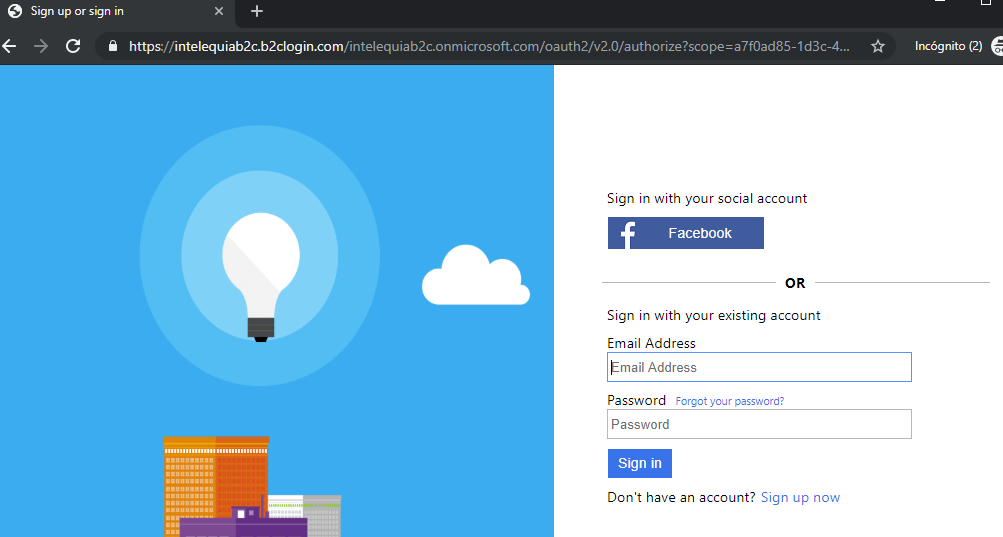 Sign up or sign in
https://intelequiab2c.b2clogin.com/intelequiab2c.onmicrosoft.com/oauth2/v2.0/authorize?scope=a7f0ad85-1d3c-4...
Incógnito (2)
Sign in with your social account
Facebook
OR
Sign in with your existing account
Email Address
Email Address
Password Forgot your password?
Password
Sign in
Don't have an account? Sign up now